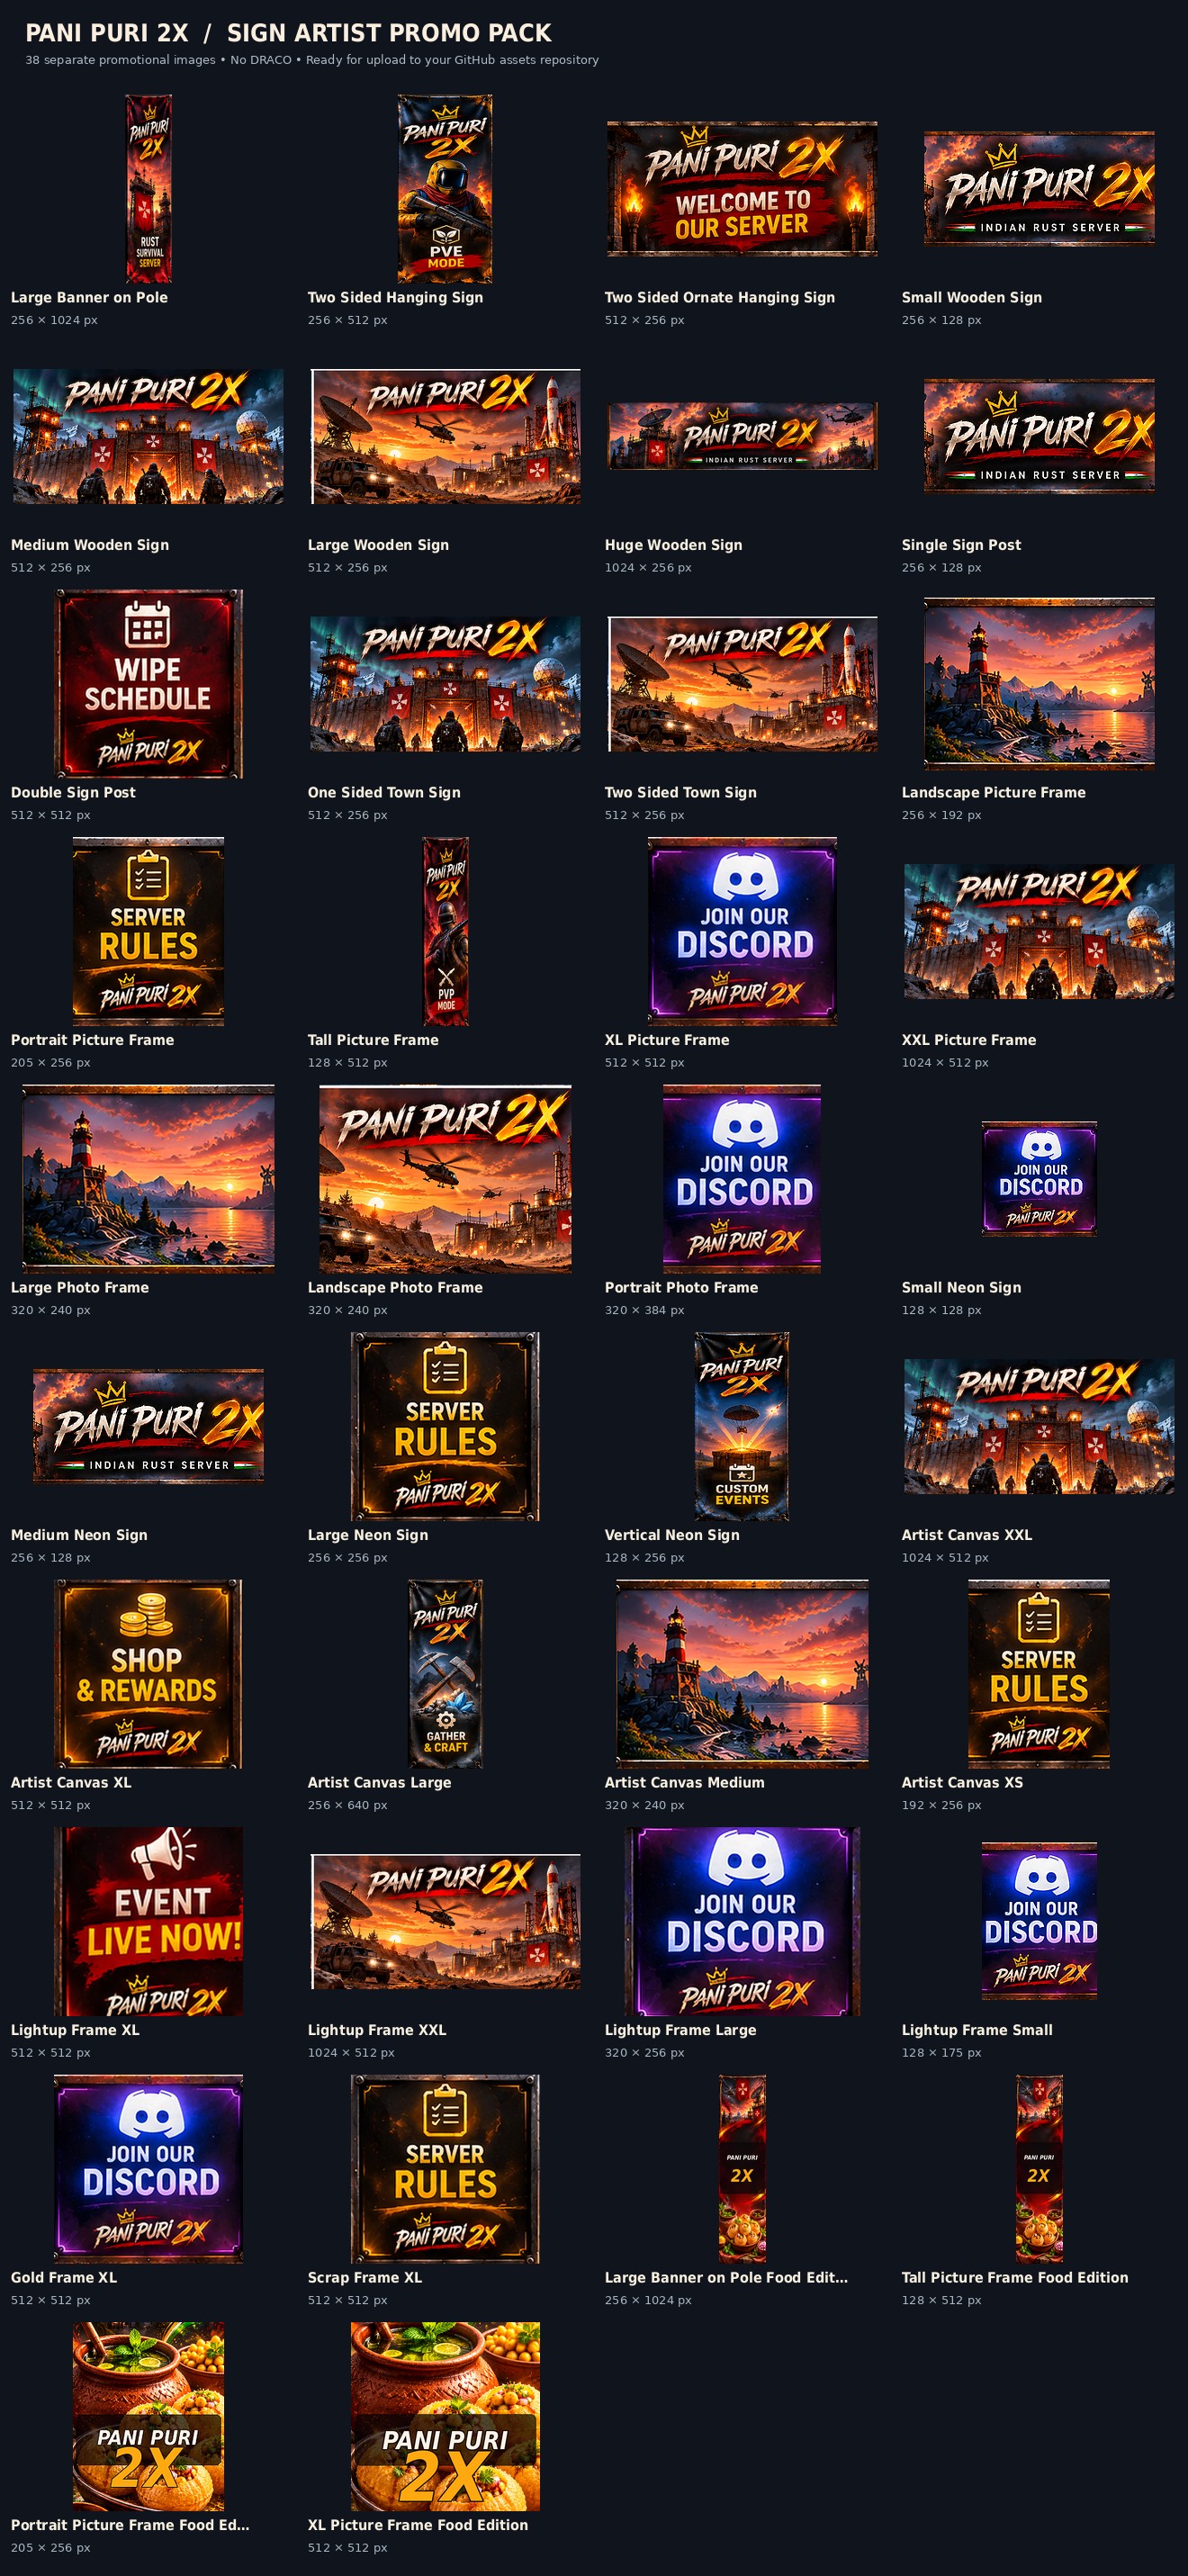 PANI PURI 2X / SIGN ARTIST PROMO PACK
38 separate promotional images • No DRACO • Ready for upload to your GitHub assets repository
PANI PURI
2X
RUST
SURVIVAL
SERVER
Large Banner on Pole
256 × 1024 px
PANI PURI
2X
PVE
MODE
Two Sided Hanging Sign
256 × 512 px
PANI PURI 2X
WELCOME TO
OUR SERVER
Two Sided Ornate Hanging Sign
512 × 256 px
PANI PURI 2X
INDIAN RUST SERVER
Small Wooden Sign
256 × 128 px
PANI PURI 2X
Medium Wooden Sign
512 × 256 px
PANI PURI 2X
Large Wooden Sign
512 × 256 px
PANI PURI 2X
INDIAN RUST SERVER
Huge Wooden Sign
1024 × 256 px
PANI PURI 2X
INDIAN RUST SERVER
Single Sign Post
256 × 128 px
WIPE
SCHEDULE
PANI PURI 2X
Double Sign Post
512 × 512 px
PANI PURI 2X
One Sided Town Sign
512 × 256 px
PANI PURI 2X
Two Sided Town Sign
512 × 256 px
Landscape Picture Frame
256 × 192 px
SERVER
RULES
PANI PURI 2X
Portrait Picture Frame
205 × 256 px
PANI PURI
2X
PVP
MODE
Tall Picture Frame
128 × 512 px
JOIN OUR
DISCORD
PANI PURI 2X
XL Picture Frame
512 × 512 px
PANI PURI 2X
XXL Picture Frame
1024 × 512 px
Large Photo Frame
320 × 240 px
PANI PURI 2X
Landscape Photo Frame
320 × 240 px
JOIN OUR
DISCORD
PANI PURI 2X
Portrait Photo Frame
320 × 384 px
JOIN OUR
DISCORD
PANI PURI 2X
Small Neon Sign
128 × 128 px
PANI PURI 2X
INDIAN RUST SERVER
Medium Neon Sign
256 × 128 px
SERVER
RULES
PANI PURI 2X
Large Neon Sign
256 × 256 px
PANI PURI
2X
CUSTOM
EVENTS
Vertical Neon Sign
128 × 256 px
PANI PURI 2X
Artist Canvas XXL
1024 × 512 px
SHOP
& REWARDS
PANI PURI 2X
Artist Canvas XL
512 × 512 px
PANI PURI
2X
GATHER
& CRAFT
Artist Canvas Large
256 × 640 px
Artist Canvas Medium
320 × 240 px
SERVER
RULES
PANI PURI 2X
Artist Canvas XS
192 × 256 px
EVENT
LIVE NOW!
PANI PURI 2X
Lightup Frame XL
512 × 512 px
PANI PURI 2X
Lightup Frame XXL
1024 × 512 px
JOIN OUR
DISCORD
PANI PURI 2X
Lightup Frame Large
320 × 256 px
JOIN OUR
DISCORD
PANI PURI 2X
Lightup Frame Small
128 × 175 px
JOIN OUR
DISCORD
PANI PURI 2X
Gold Frame XL
512 × 512 px
SERVER
RULES
PANI PURI 2X
Scrap Frame XL
512 × 512 px
PANI PURI
2X
Large Banner on Pole Food Edit...
256 × 1024 px
PANI PURI
2X
Tall Picture Frame Food Edition
128 × 512 px
PANI PURI
2X
Portrait Picture Frame Food Ed...
205 × 256 px
PANI PURI
2X
XL Picture Frame Food Edition
512 × 512 px